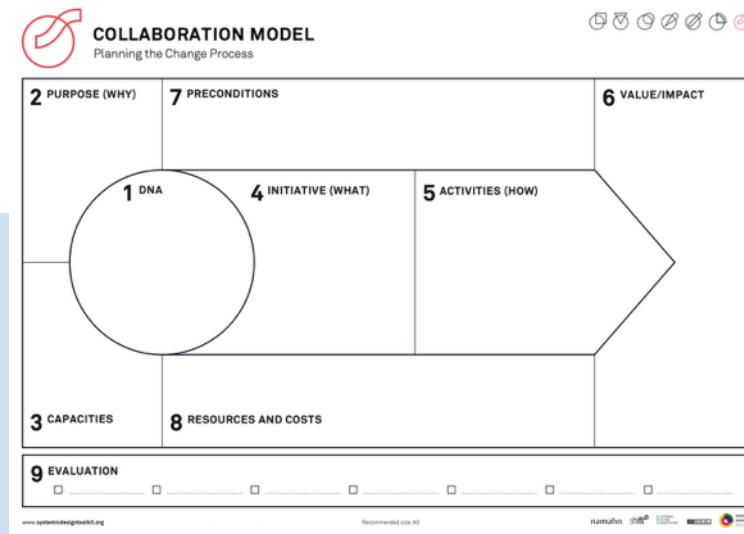 COLLABORATION MODEL
Planning the Change Process
2 PURPOSE (WHY)
7 PRECONDITIONS
6 VALUE/IMPACT
1 DNA
4 INITIATIVE (WHAT)
5 ACTIVITIES (HOW)
3 CAPACITIES
8 RESOURCES AND COSTS
9 EVALUATION
www.systemicdesigntoolkit.org
Recommended size: A0
namahn
shiftN